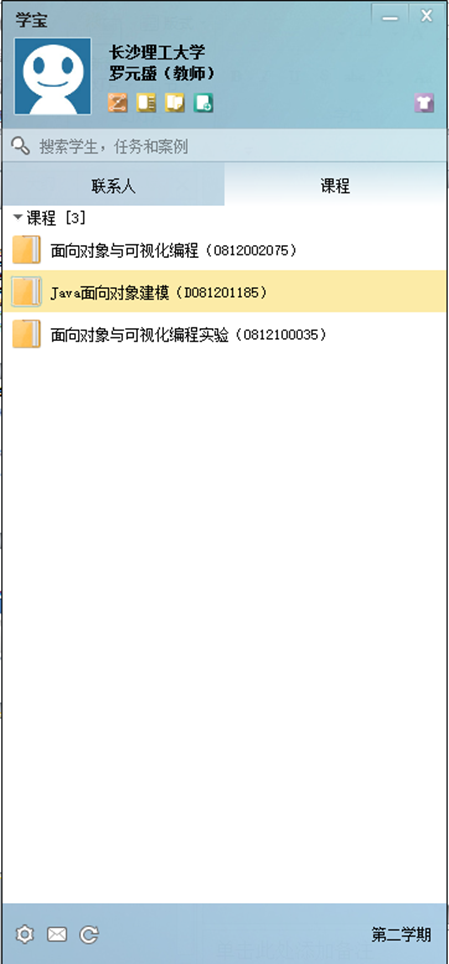 学宝
长沙理工大学
罗元盛（教师）
搜索学生，任务和案例
联系人
课程
课程 [3]
面向对象与可视化编程（0812002075）
Java面向对象建模（D081201185）
面向对象与可视化编程实验（0812100035）
第二学期